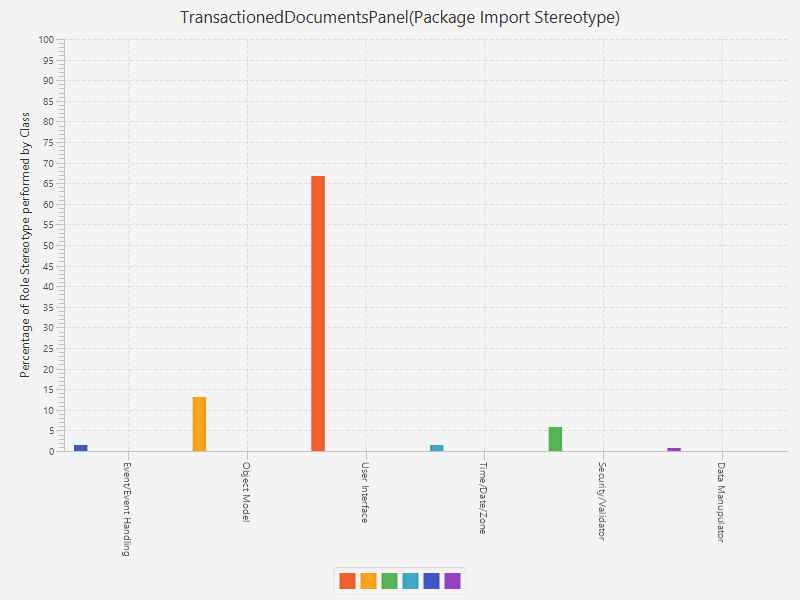 TransactionedDocumentsPanel(Package Import Stereotype)
Percentage of Role Stereotype performed by Class
100
95
90
85
80
75
70
65
60
55
50
45
40
35
30
25
20
15
10
5
0
Event/Event Handling
Object Model
User Interface
Time/Date/Zone
Security/Validator
Data Manupulator